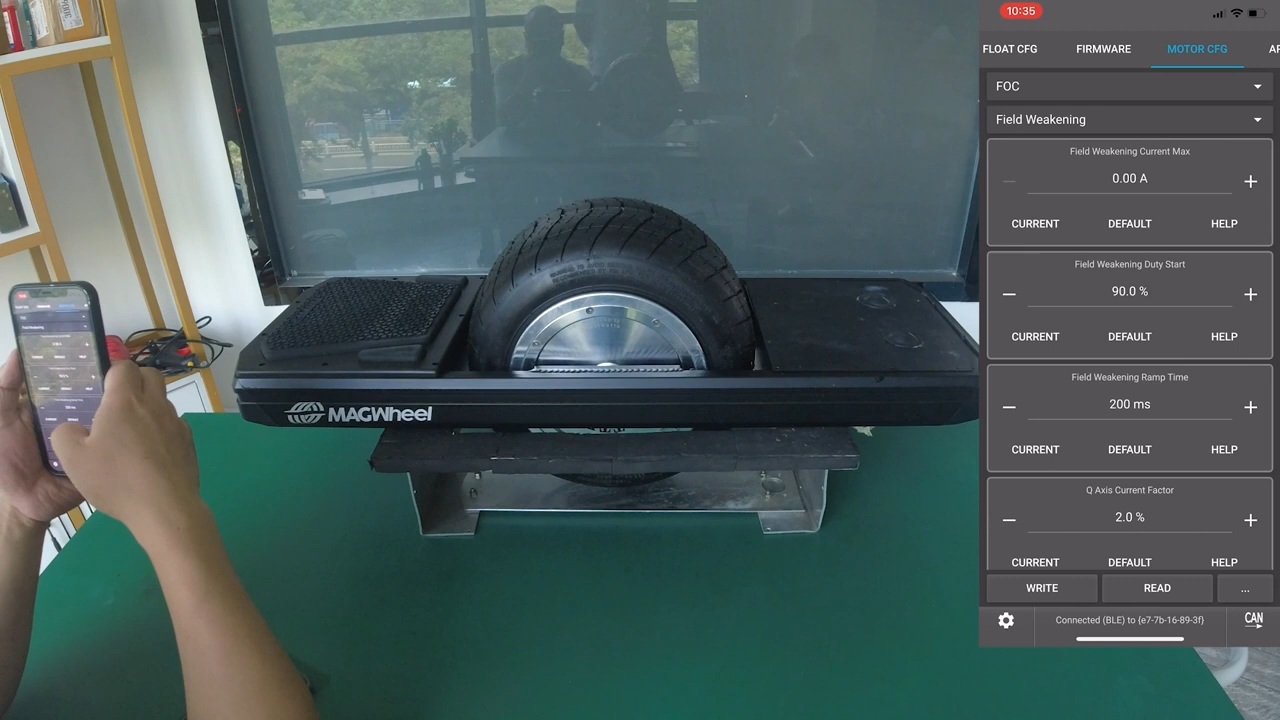 10:35
FLOAT CFG FIRMWARE MOTOR CFG
FOC
Field Weakening
Field Weakening Current Max
0.00 A
CURRENT DEFAULT HELP
Field Weakening Duty Start
90.0 %
CURRENT DEFAULT HELP
Field Weakening Ramp Time
200 ms
CURRENT DEFAULT HELP
Q Axis Current Factor
2.0 %
CURRENT DEFAULT HELP
WRITE READ ...
Connected (BLE) to {e7-7b-16-89-3f} CAN
MAGWheel